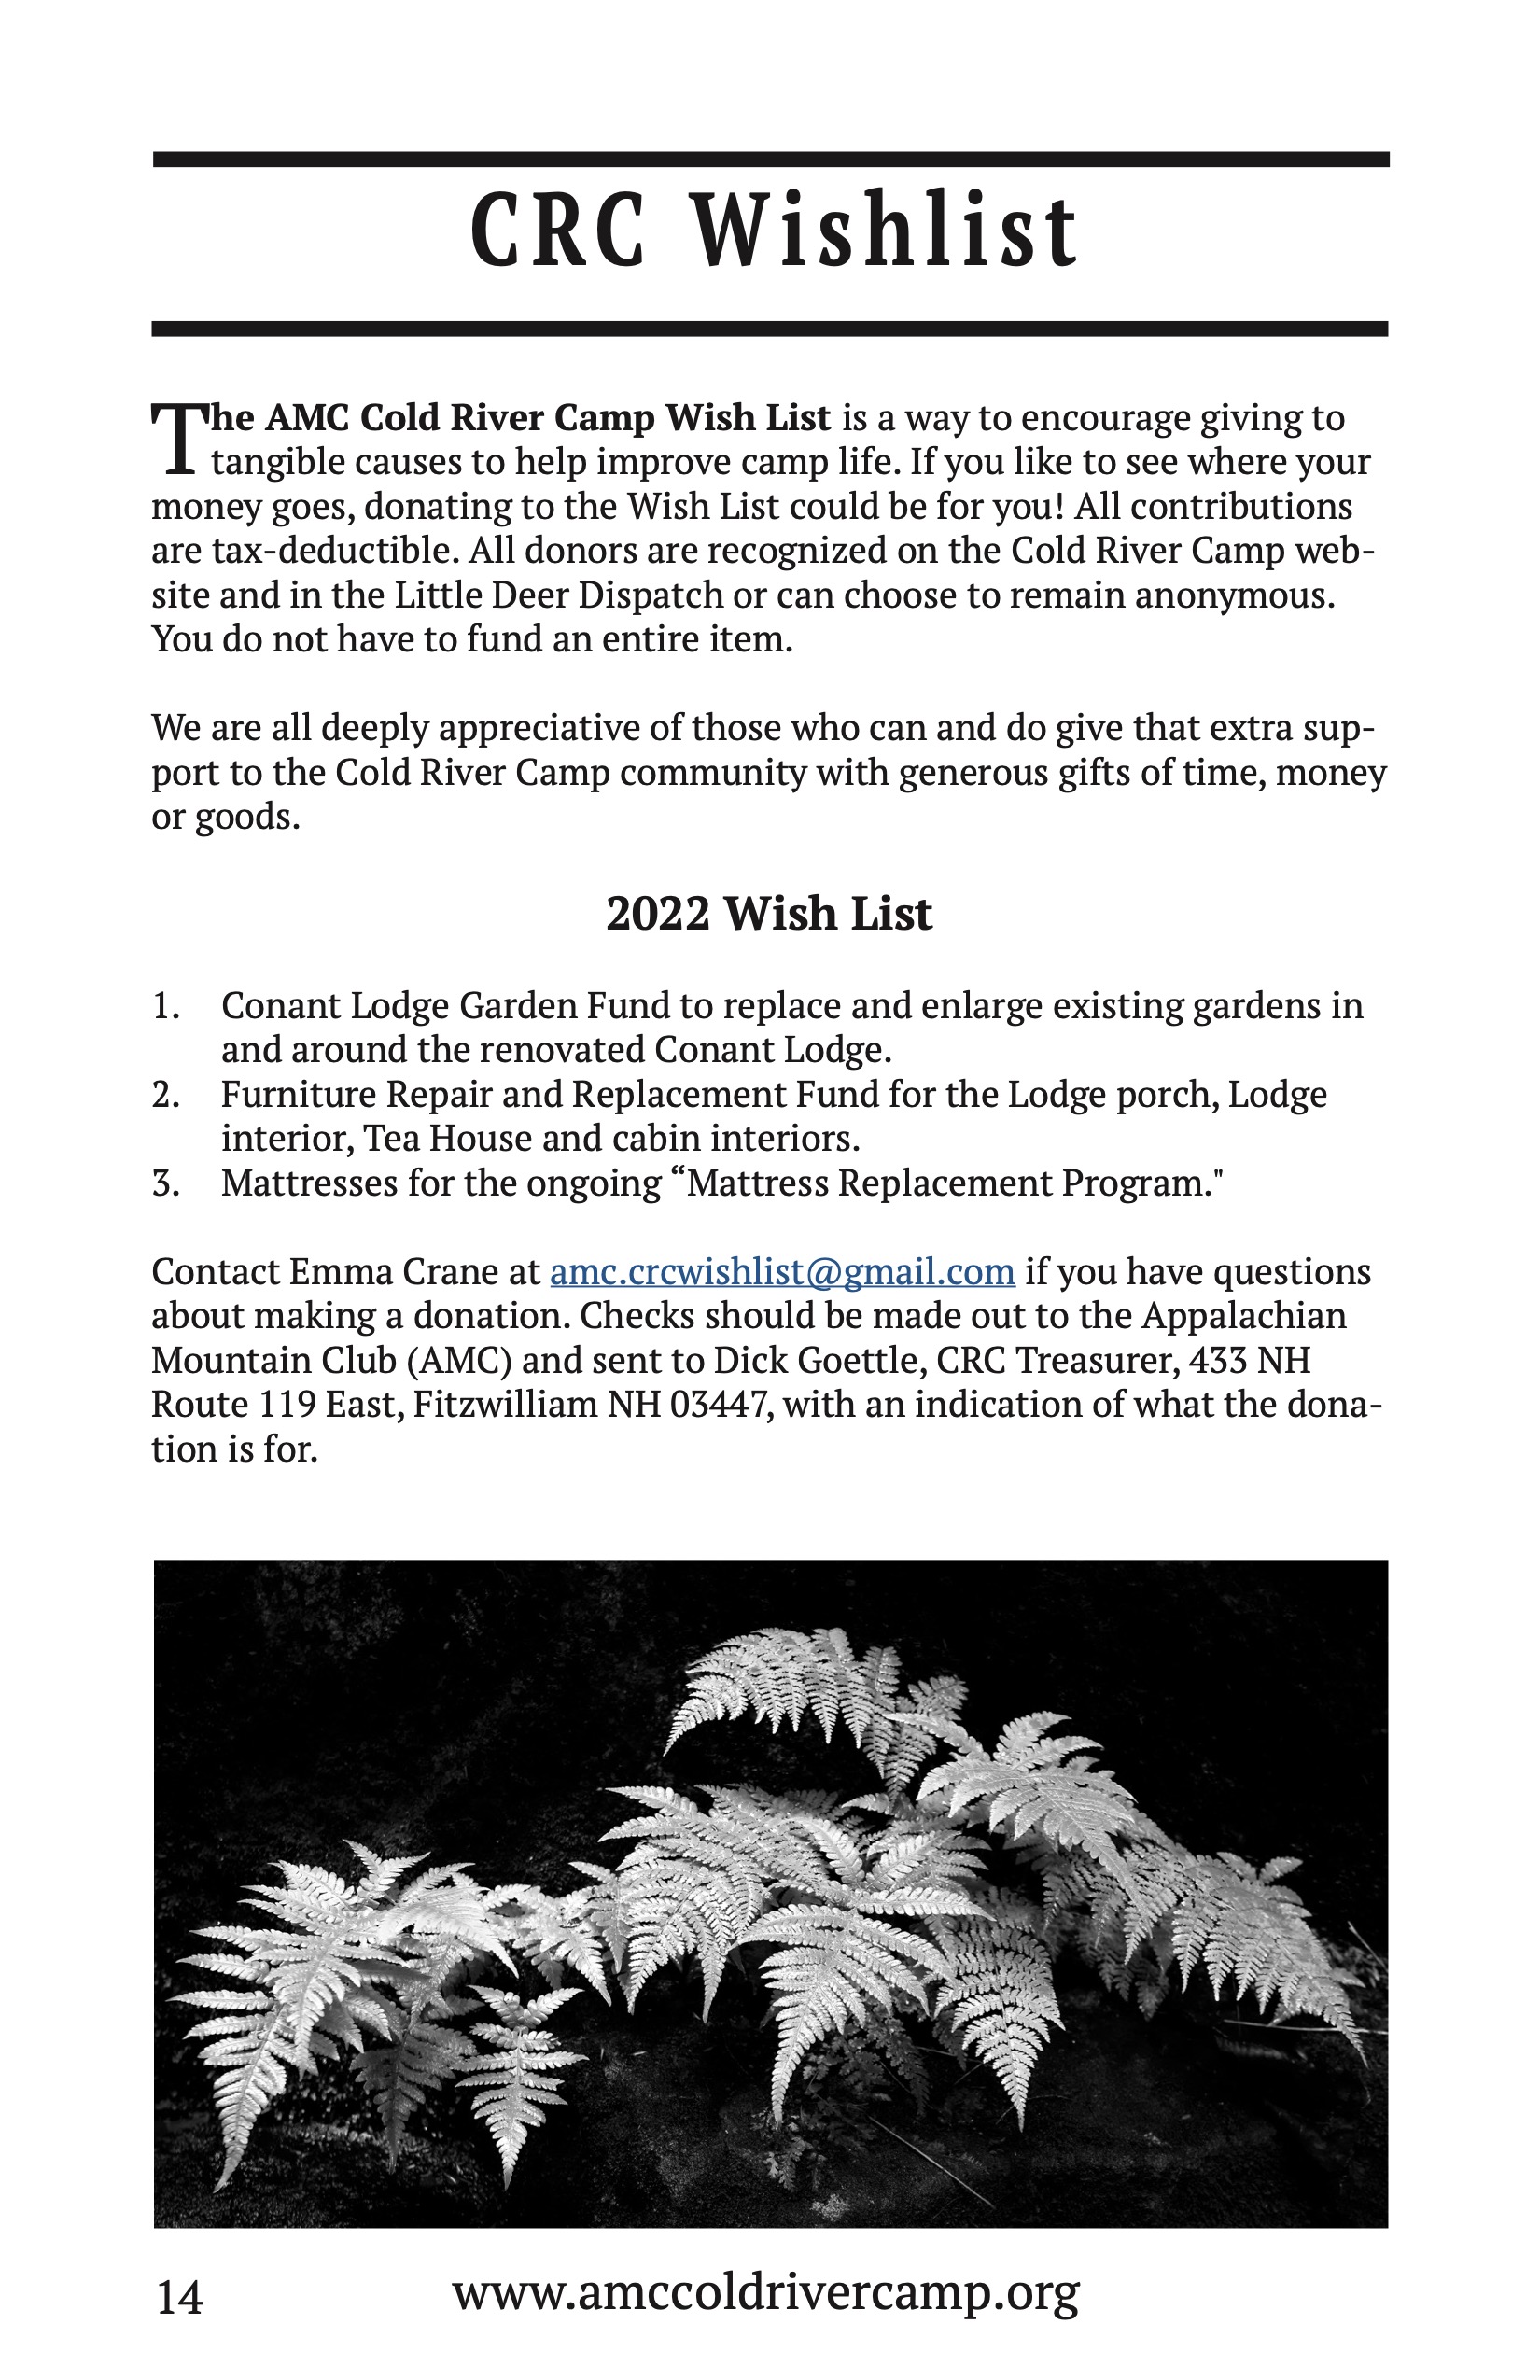 CRC Wishlist
The AMC Cold River Camp Wish List is a way to encourage giving to
tangible causes to help improve camp life. If you like to see where your
money goes, donating to the Wish List could be for you! All contributions
are tax-deductible. All donors are recognized on the Cold River Camp web-
site and in the Little Deer Dispatch or can choose to remain anonymous.
You do not have to fund an entire item.
We are all deeply appreciative of those who can and do give that extra sup-
port to the Cold River Camp community with generous gifts of time, money
or goods.
2022 Wish List
1. Conant Lodge Garden Fund to replace and enlarge existing gardens in
and around the renovated Conant Lodge.
2. Furniture Repair and Replacement Fund for the Lodge porch, Lodge
interior, Tea House and cabin interiors.
3. Mattresses for the ongoing “Mattress Replacement Program."
Contact Emma Crane at amc.crcwishlist@gmail.com if you have questions
about making a donation. Checks should be made out to the Appalachian
Mountain Club (AMC) and sent to Dick Goettle, CRC Treasurer, 433 NH
Route 119 East, Fitzwilliam NH 03447, with an indication of what the dona-
tion is for.
14 www.amccoldrivercamp.org